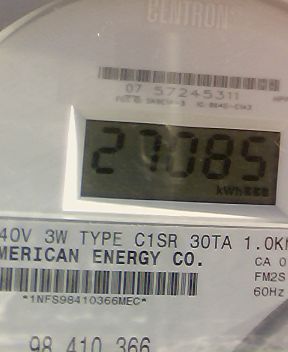 CENTRON
07 57245311
27085
kWh
40V 3W TYPE C1SR 30TA 1.0K
MERICAN ENERGY CO.
CA 0
FM2S
60Hz
*1NFS98410366MEC*
98 410 366